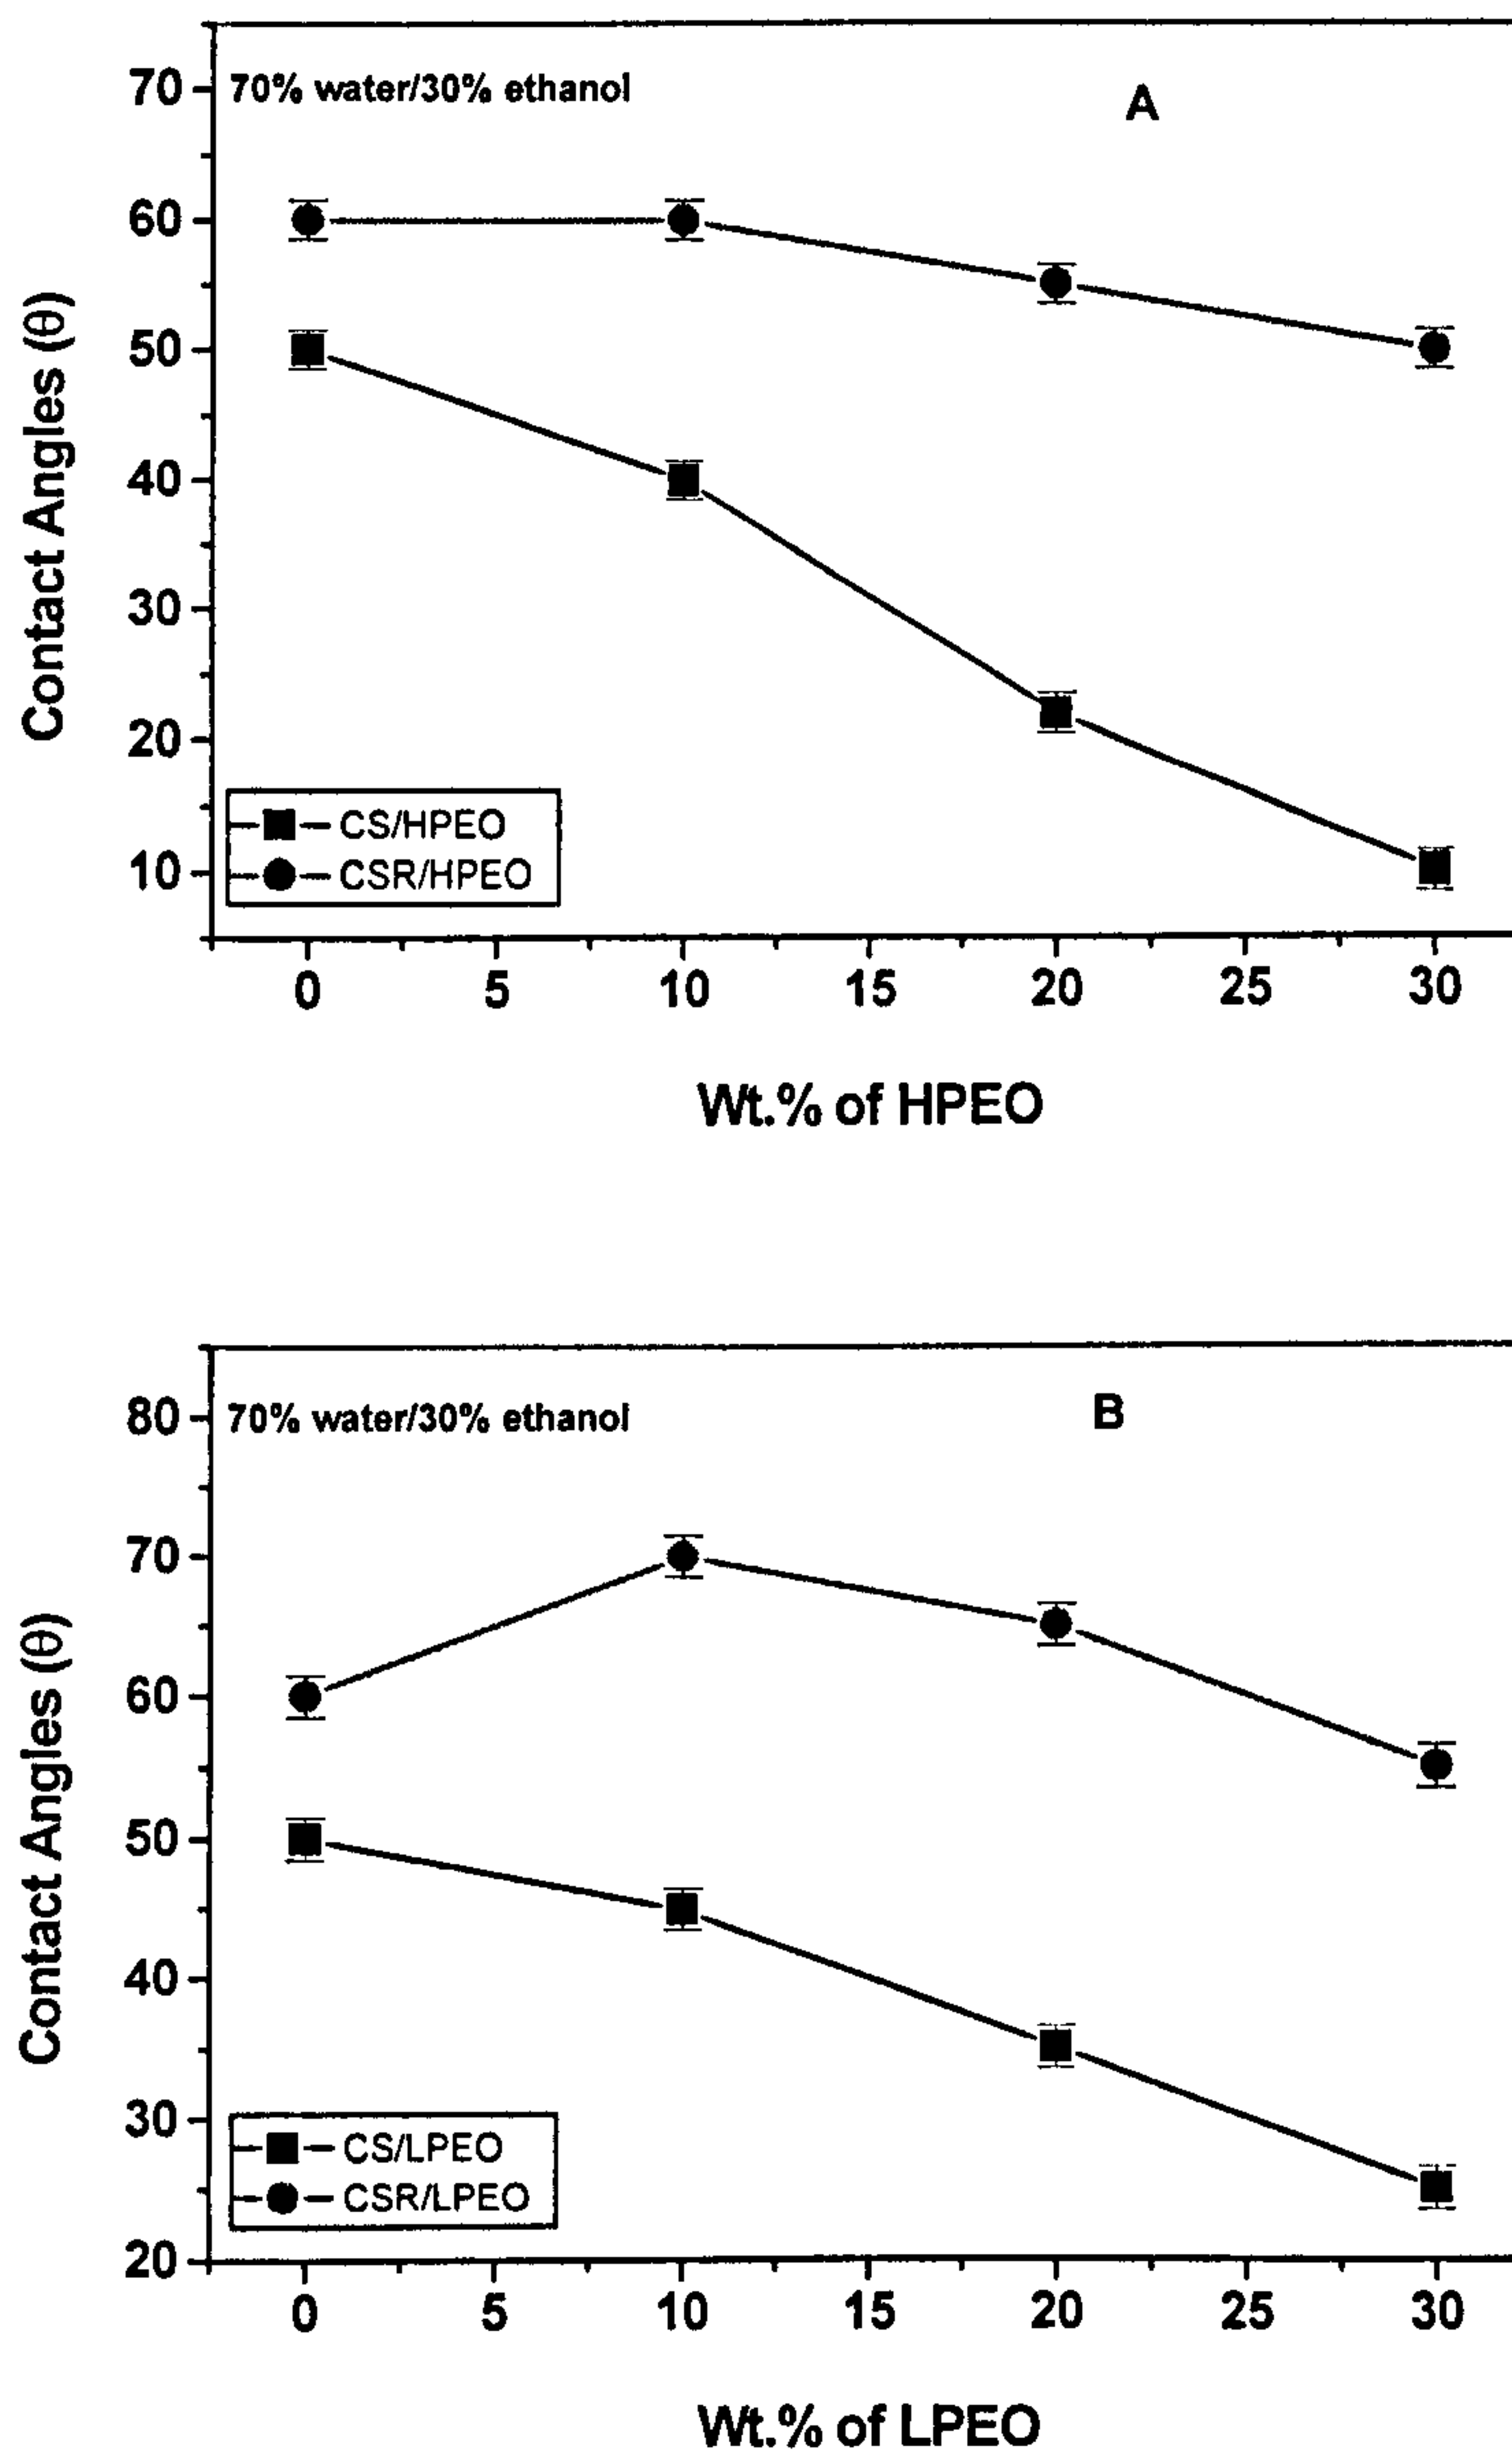 70% water/30% ethanol
A
70
60
50
40
30
20
10
Contact Angles (θ)
CS/HPEO
CSR/HPEO
0 5 10 15 20 25 30
Wt.% of HPEO
70% water/30% ethanol
B
80
70
60
50
40
30
20
Contact Angles (θ)
CS/LPEO
CSR/LPEO
0 5 10 15 20 25 30
Wt.% of LPEO